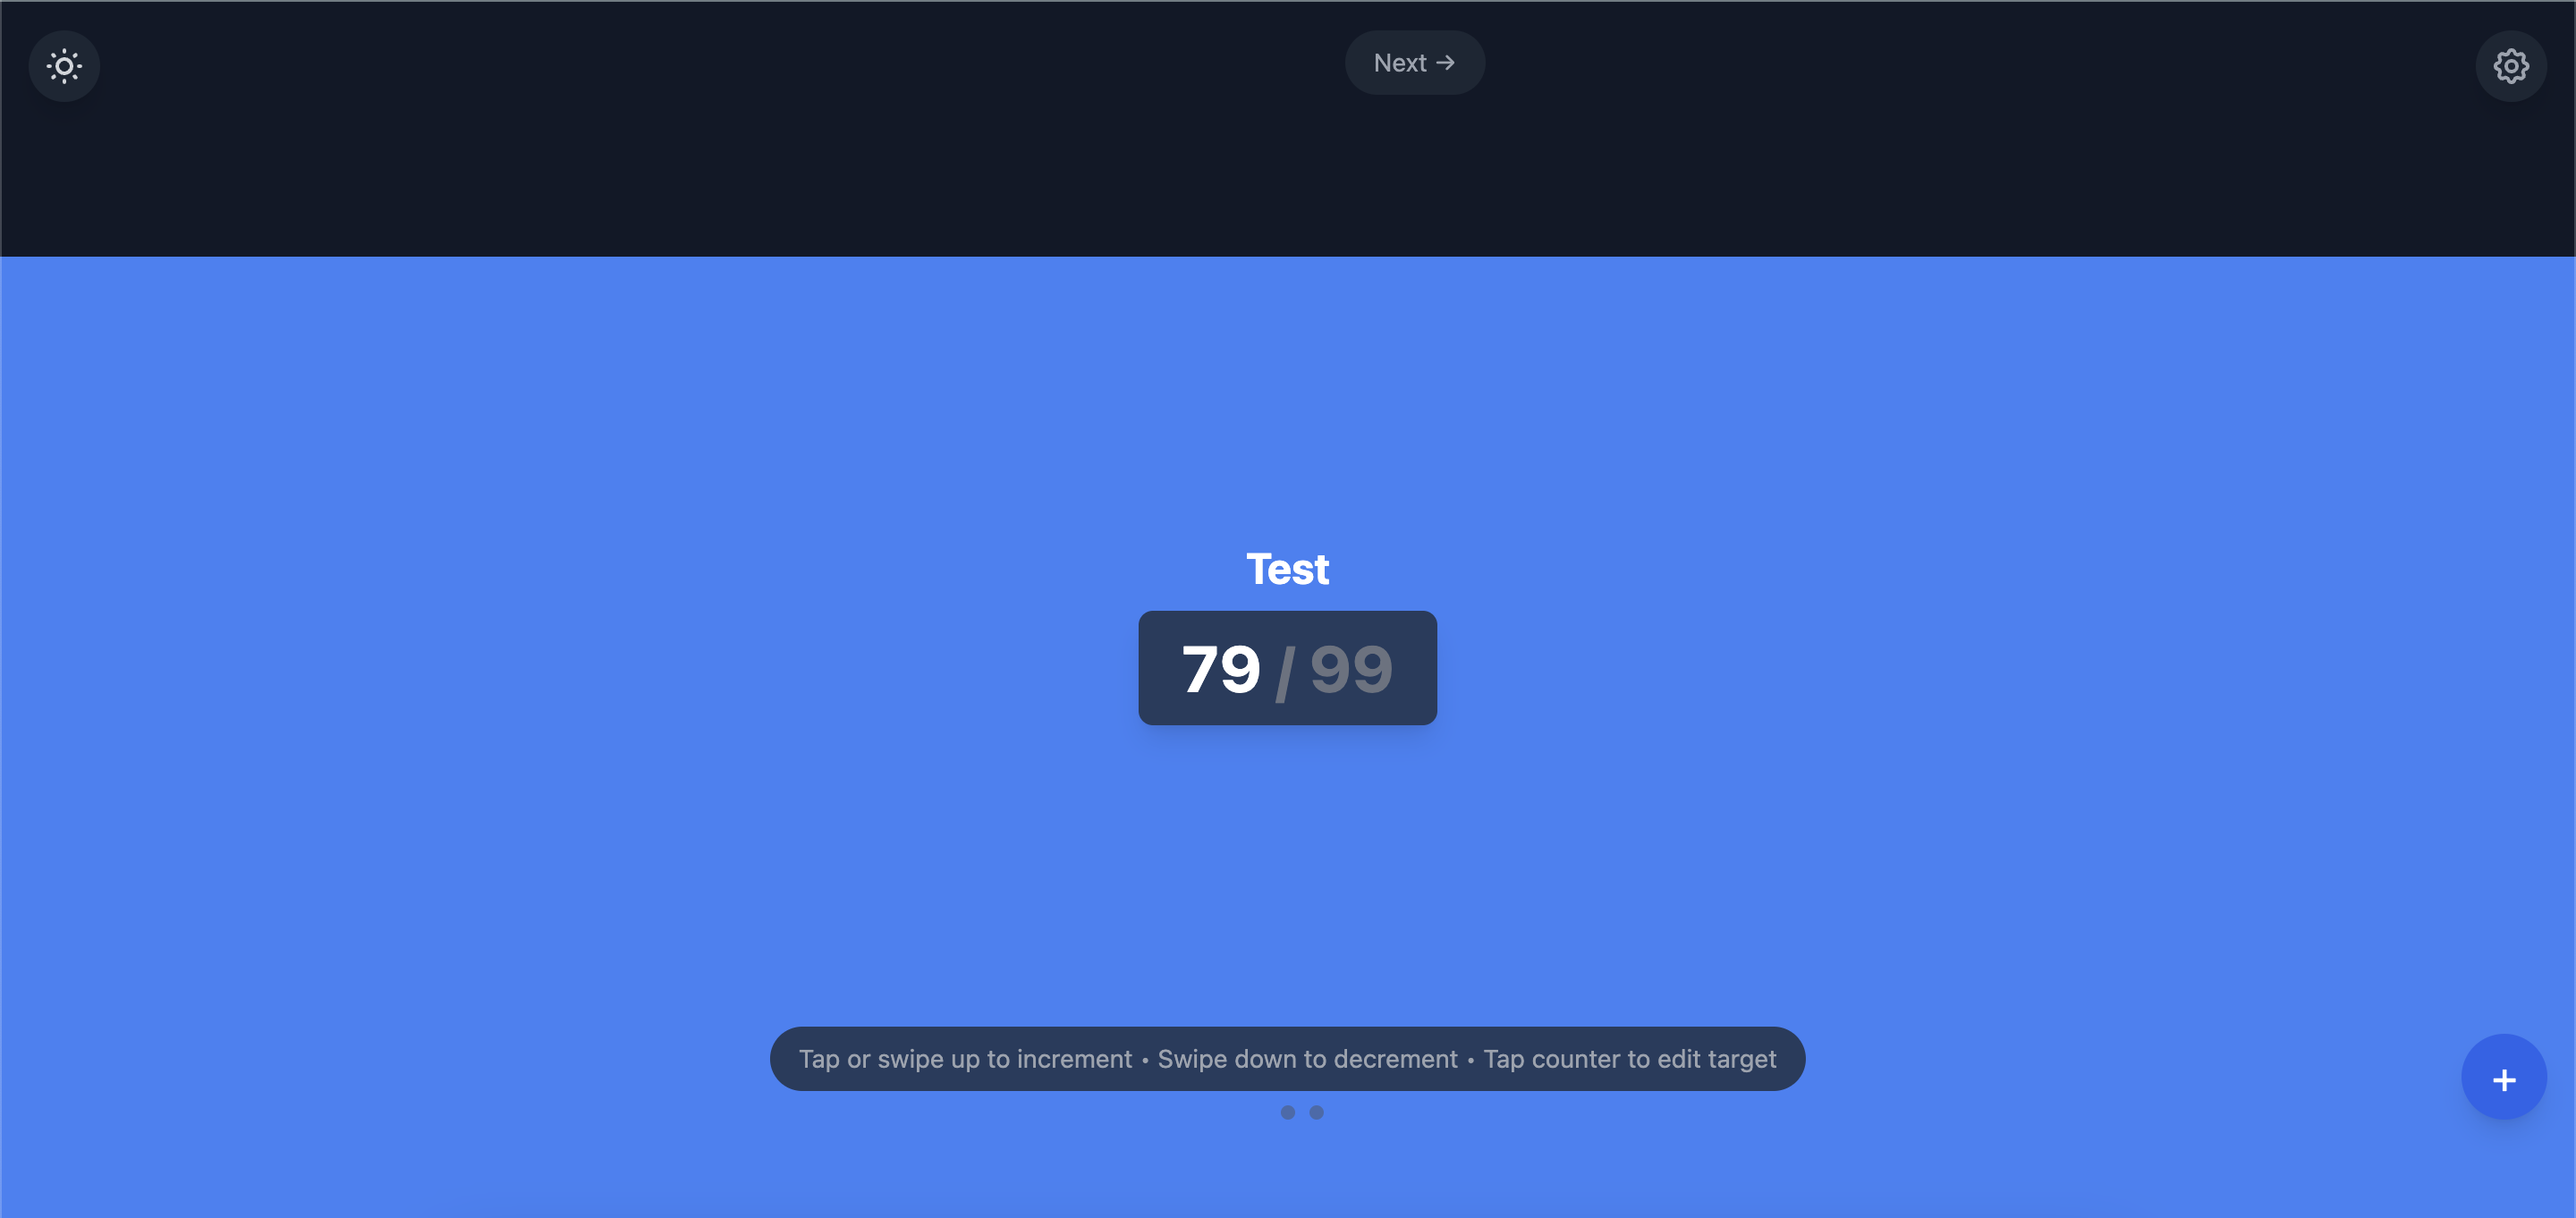 Next →
Test
79 / 99
Tap or swipe up to increment • Swipe down to decrement • Tap counter to edit target
+